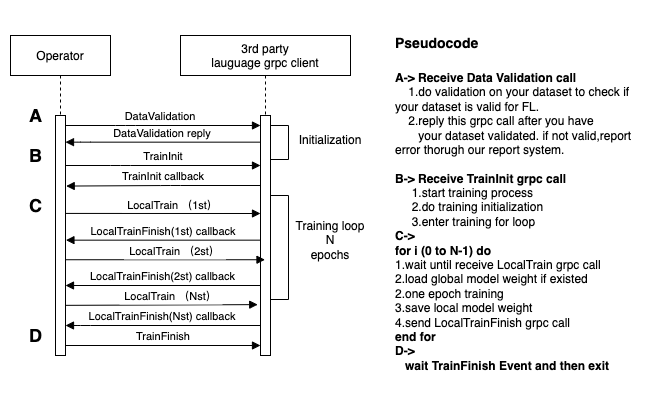 Operator
3rd party
lauguage grpc client
A
DataValidation
DataValidation reply
Initialization
B
TrainInit
TrainInit callback
C
LocalTrain (1st)
LocalTrainFinish(1st) callback
LocalTrain (2st)
LocalTrainFinish(2st) callback
LocalTrain (Nst)
LocalTrainFinish(Nst) callback
Training loop
N
epochs
D
TrainFinish
Pseudocode
A-> Receive Data Validation call
1.do validation on your dataset to check if
your dataset is valid for FL.
2.reply this grpc call after you have
your dataset validated. if not valid,report
error thorugh our report system.
B-> Receive TrainInit grpc call
1.start training process
2.do training initialization
3.enter training for loop
C->
for i (0 to N-1) do
1.wait until receive LocalTrain grpc call
2.load global model weight if existed
2.one epoch training
3.save local model weight
4.send LocalTrainFinish grpc call
end for
D->
wait TrainFinish Event and then exit